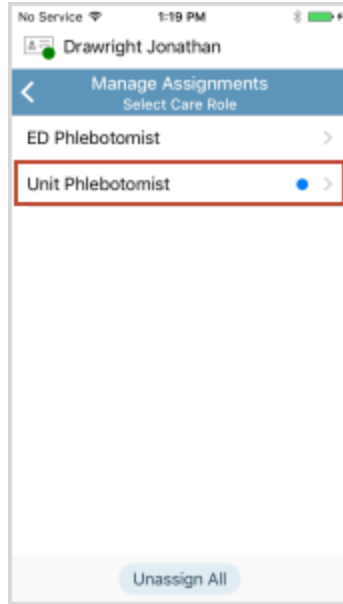 No Service 1:19 PM
Drawright Jonathan
Manage Assignments
Select Care Role
ED Phlebotomist
Unit Phlebotomist
Unassign All